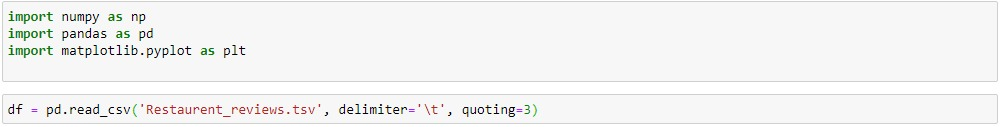 import numpy as np
import pandas as pd
import matplotlib.pyplot as plt
df = pd.read_csv('Restaurent_reviews.tsv', delimiter='\t', quoting=3)